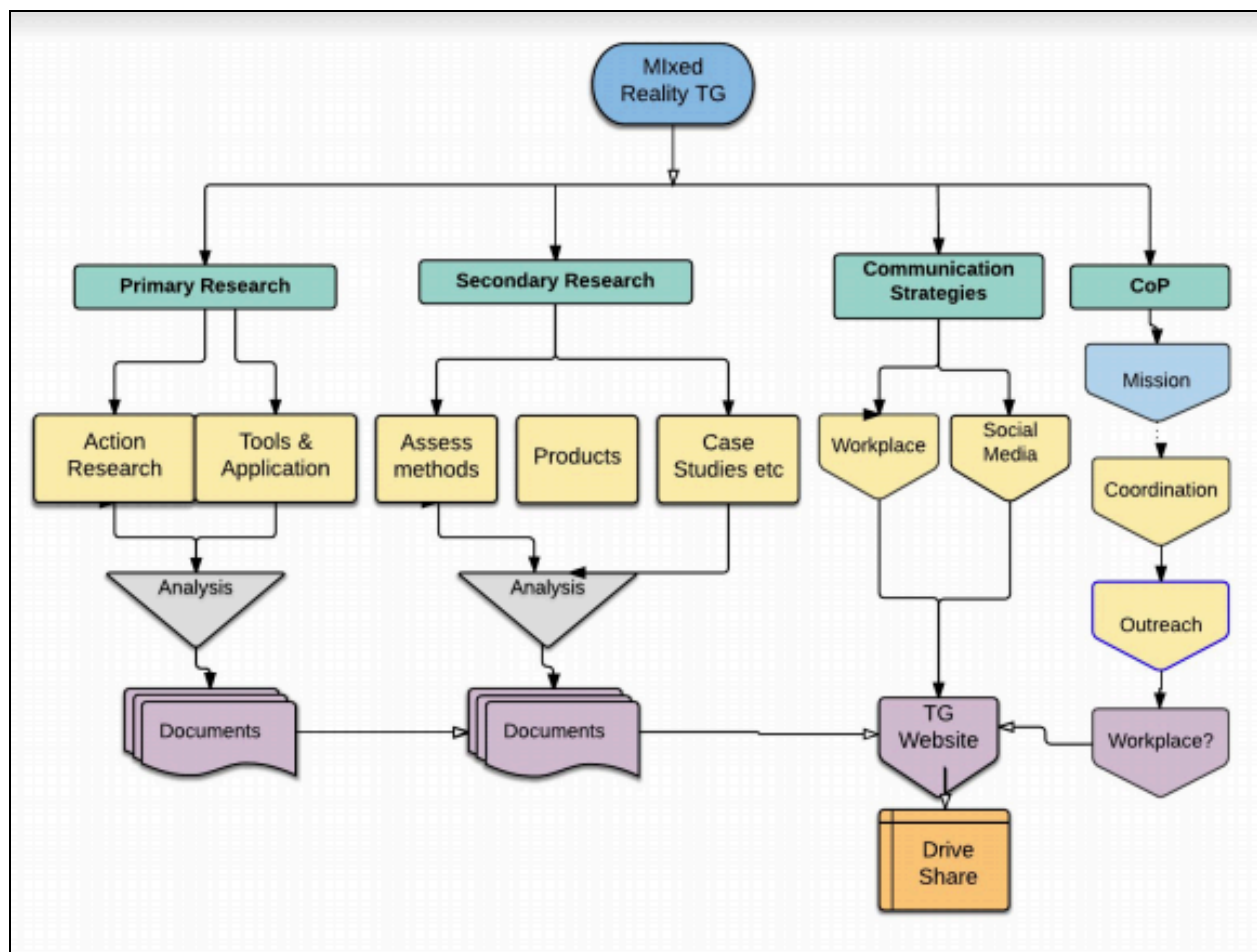 MIxed
Reality TG
Primary Research
Secondary Research
Communication
Strategies
CoP
Mission
Action
Research
Tools &
Application
Assess
methods
Products
Case
Studies etc
Workplace
Social
Media
Coordination
Analysis
Analysis
Outreach
Documents
Documents
TG
Website
Workplace?
Drive
Share